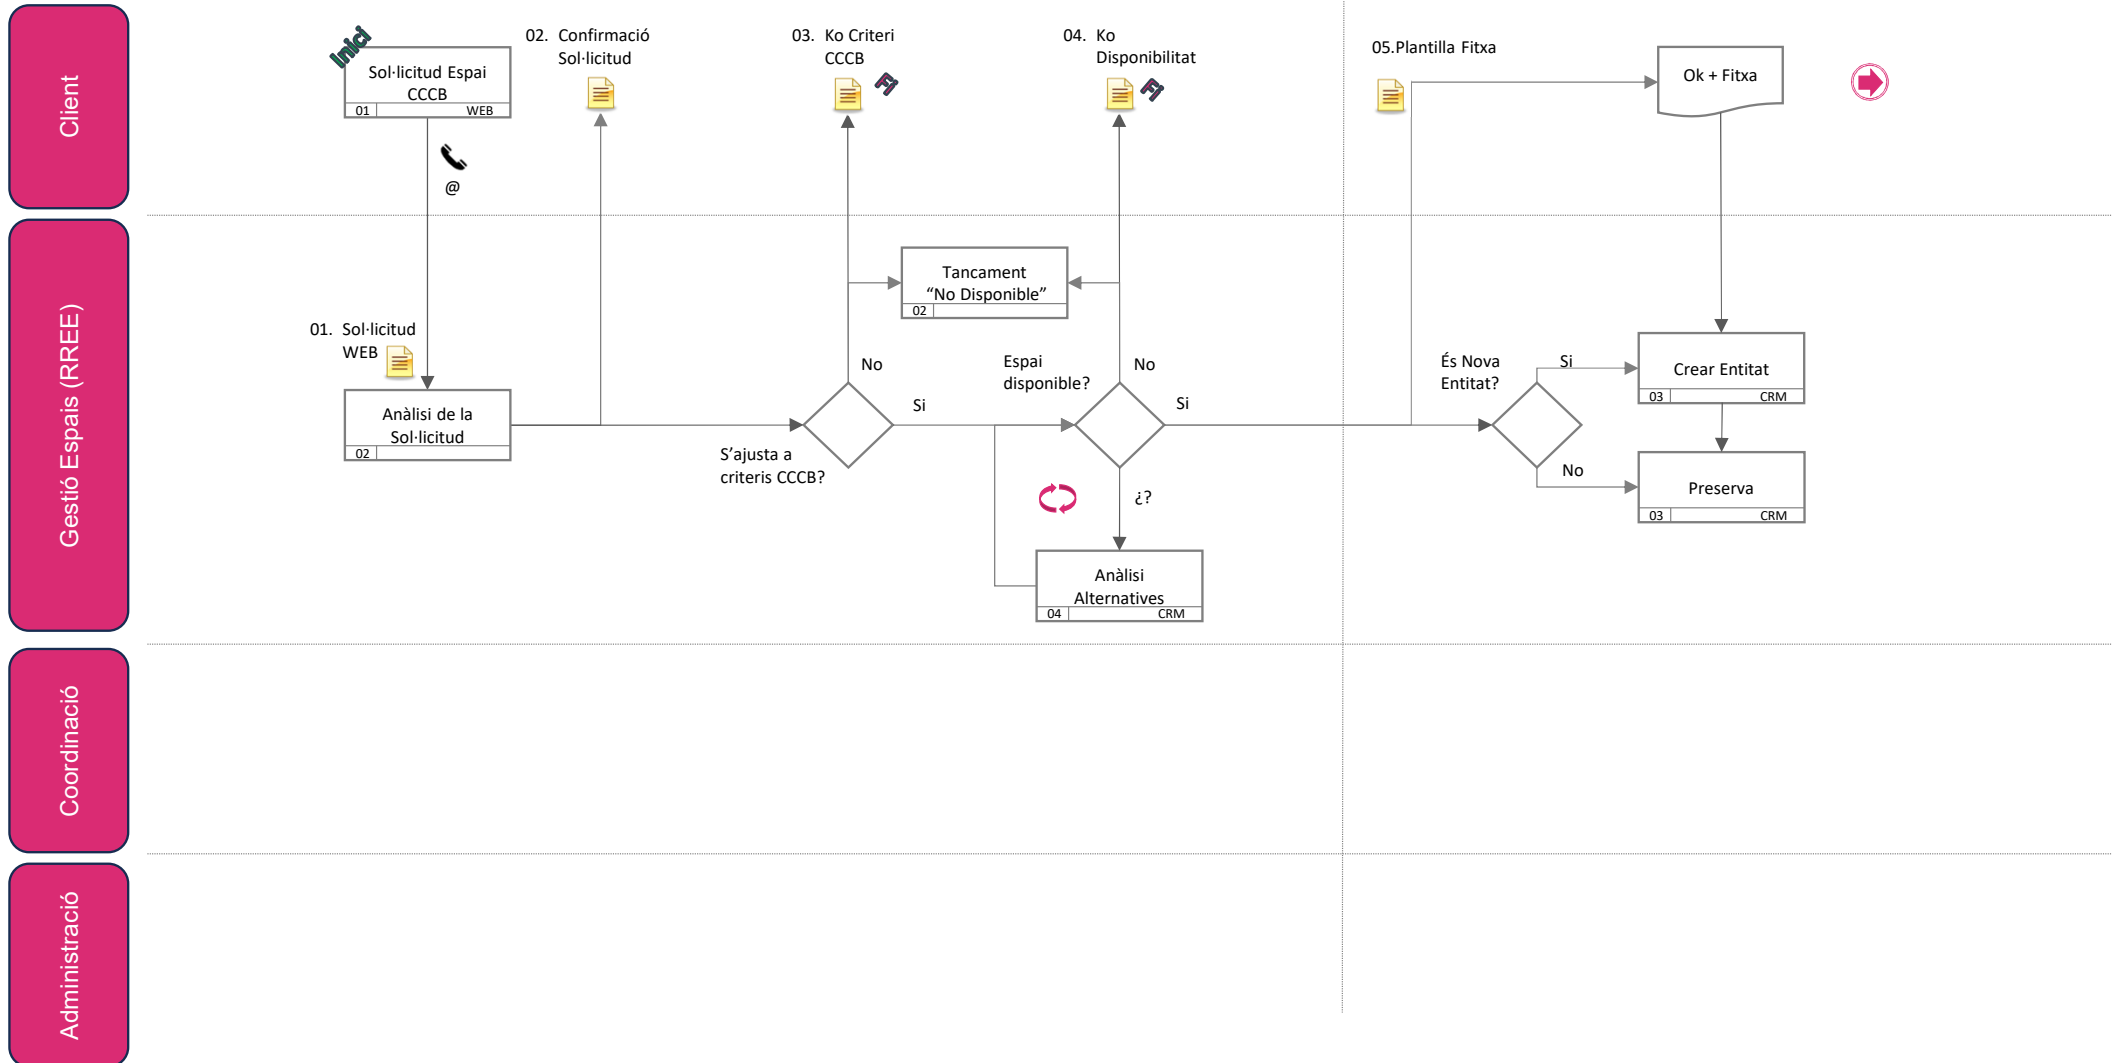 Client
Inici
Sol·licitud Espai
CCCB
01 WEB
@
02. Confirmació
Sol·licitud
03. Ko Criteri
CCCB
Fi
04. Ko
Disponibilitat
Fi
05.Plantilla Fitxa
Ok + Fitxa
Gestió Espais (RREE)
01. Sol·licitud
WEB
Anàlisi de la
Sol·licitud
02
S’ajusta a
criteris CCCB?
No
Si
Tancament
“No Disponible”
02
Espai
disponible?
No
Si
¿?
Anàlisi
Alternatives
04 CRM
És Nova
Entitat?
Si
No
Crear Entitat
03 CRM
Preserva
03 CRM
Coordinació
Administració